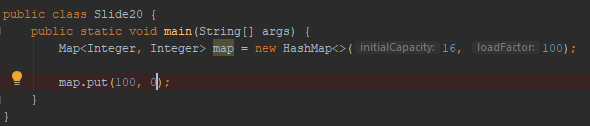 public class Slide20 {
public static void main(String[] args) {
Map<Integer, Integer> map = new HashMap<>( initialCapacity: 16, loadFactor: 100);
map.put(100, 0);
}
}